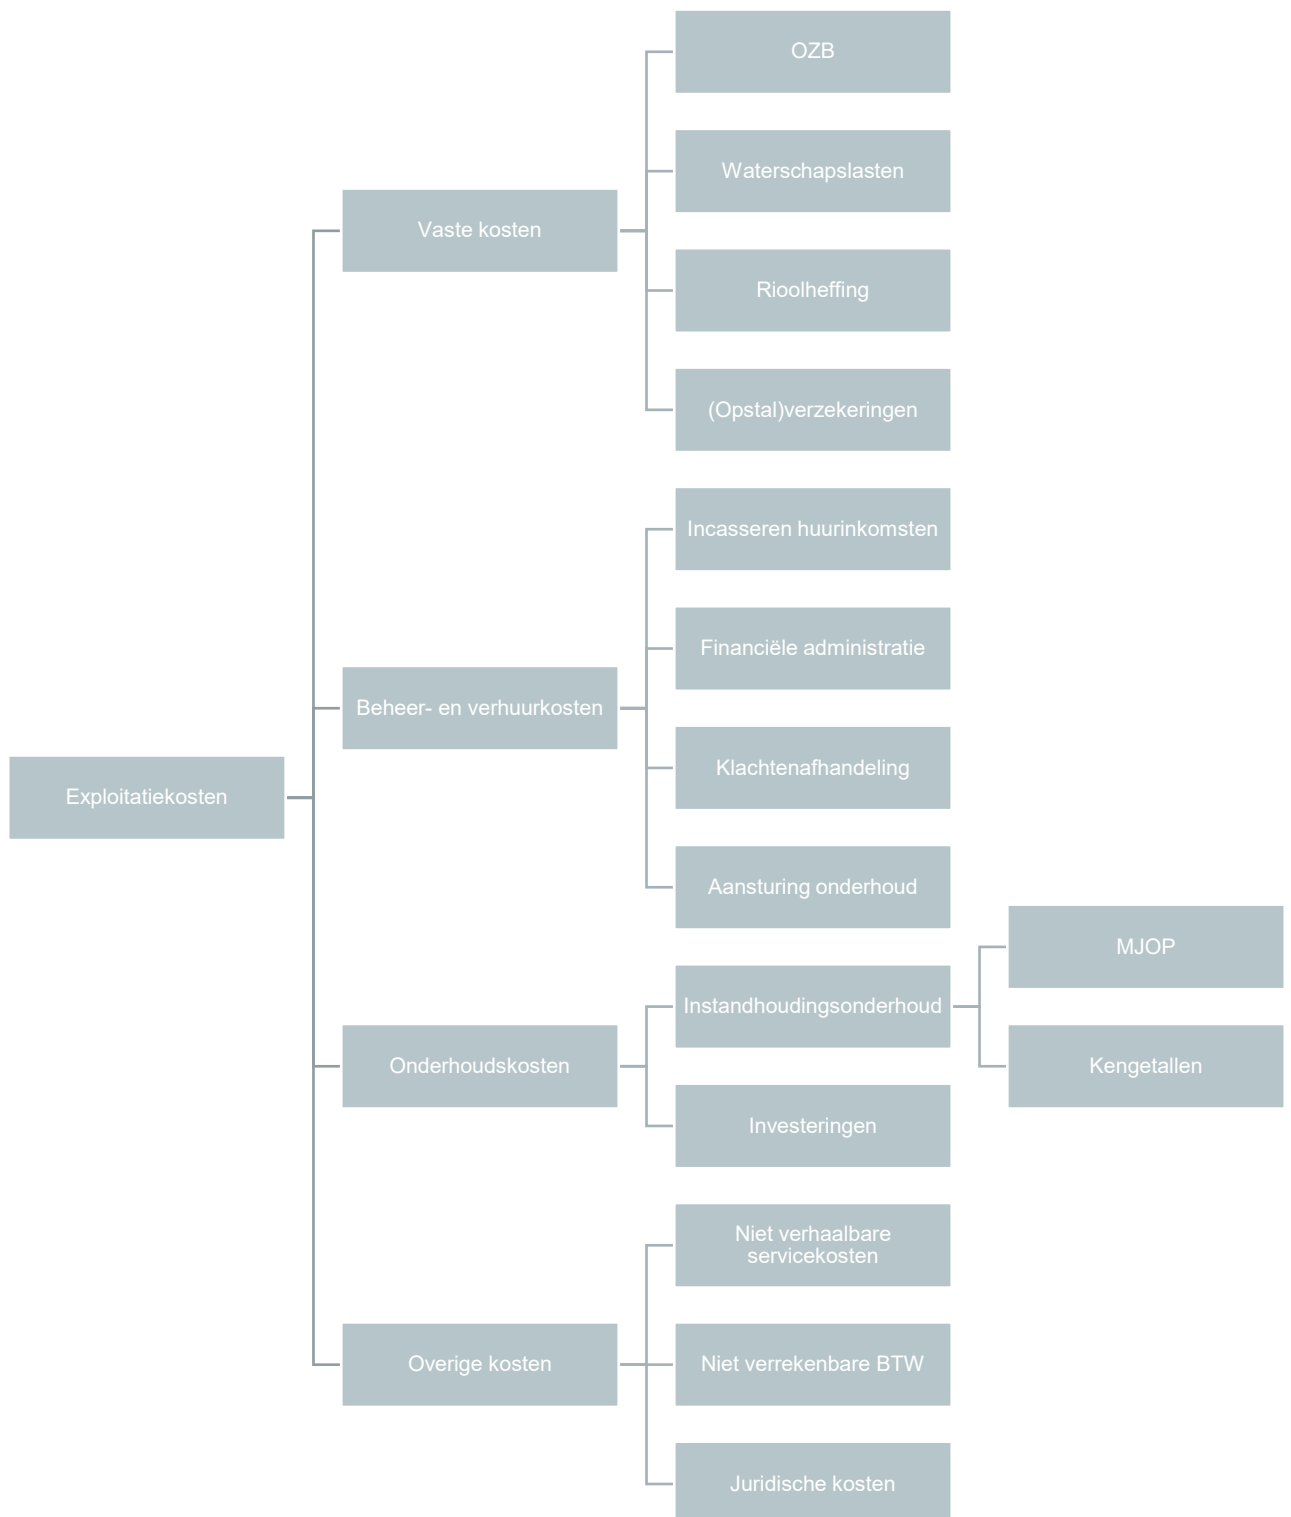 Exploitatiekosten
Vaste kosten
OZB
Waterschapslasten
Rioolheffing
(Opstal)verzekeringen
Beheer- en verhuurkosten
Incasseren huurinkomsten
Financiële administratie
Klachtenafhandeling
Aansturing onderhoud
Onderhoudskosten
Instandhoudingsonderhoud
MJOP
Kengetallen
Investeringen
Overige kosten
Niet verhaalbare
servicekosten
Niet verrekenbare BTW
Juridische kosten